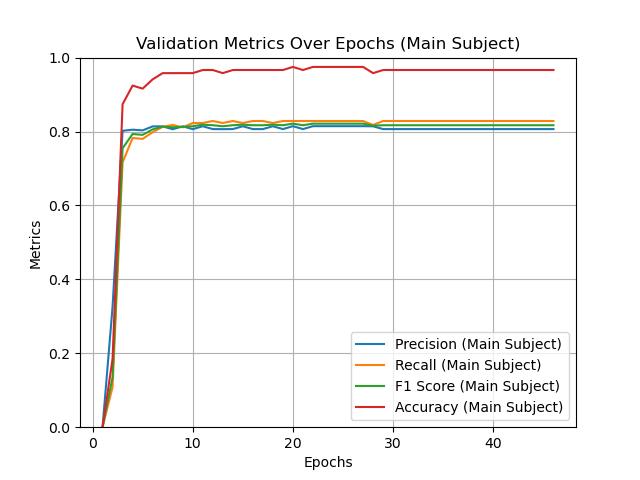 Validation Metrics Over Epochs (Main Subject)
1.0
0.8
0.6
0.4
0.2
0.0
Metrics
0 10 20 30 40
Epochs
Precision (Main Subject)
Recall (Main Subject)
F1 Score (Main Subject)
Accuracy (Main Subject)